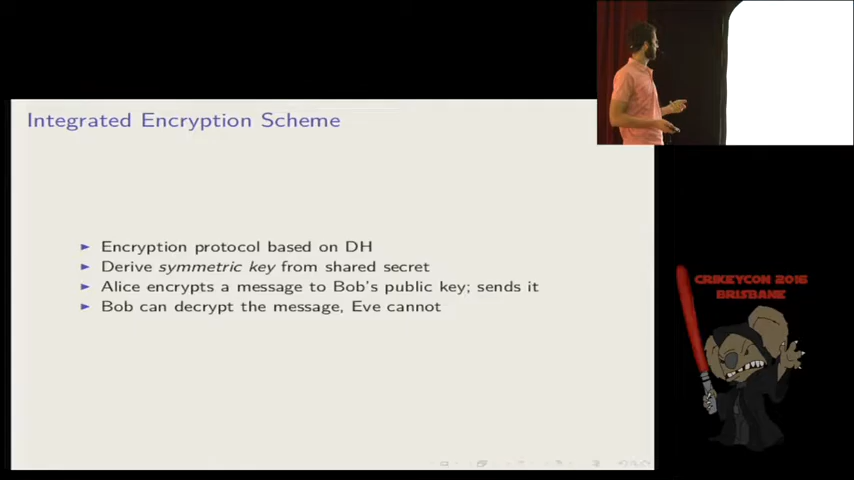 Integrated Encryption Scheme
Encryption protocol based on DH
Derive symmetric key from shared secret
Alice encrypts a message to Bob's public key; sends it
Bob can decrypt the message, Eve cannot
CRIKEYCON 2016
BRISBANE